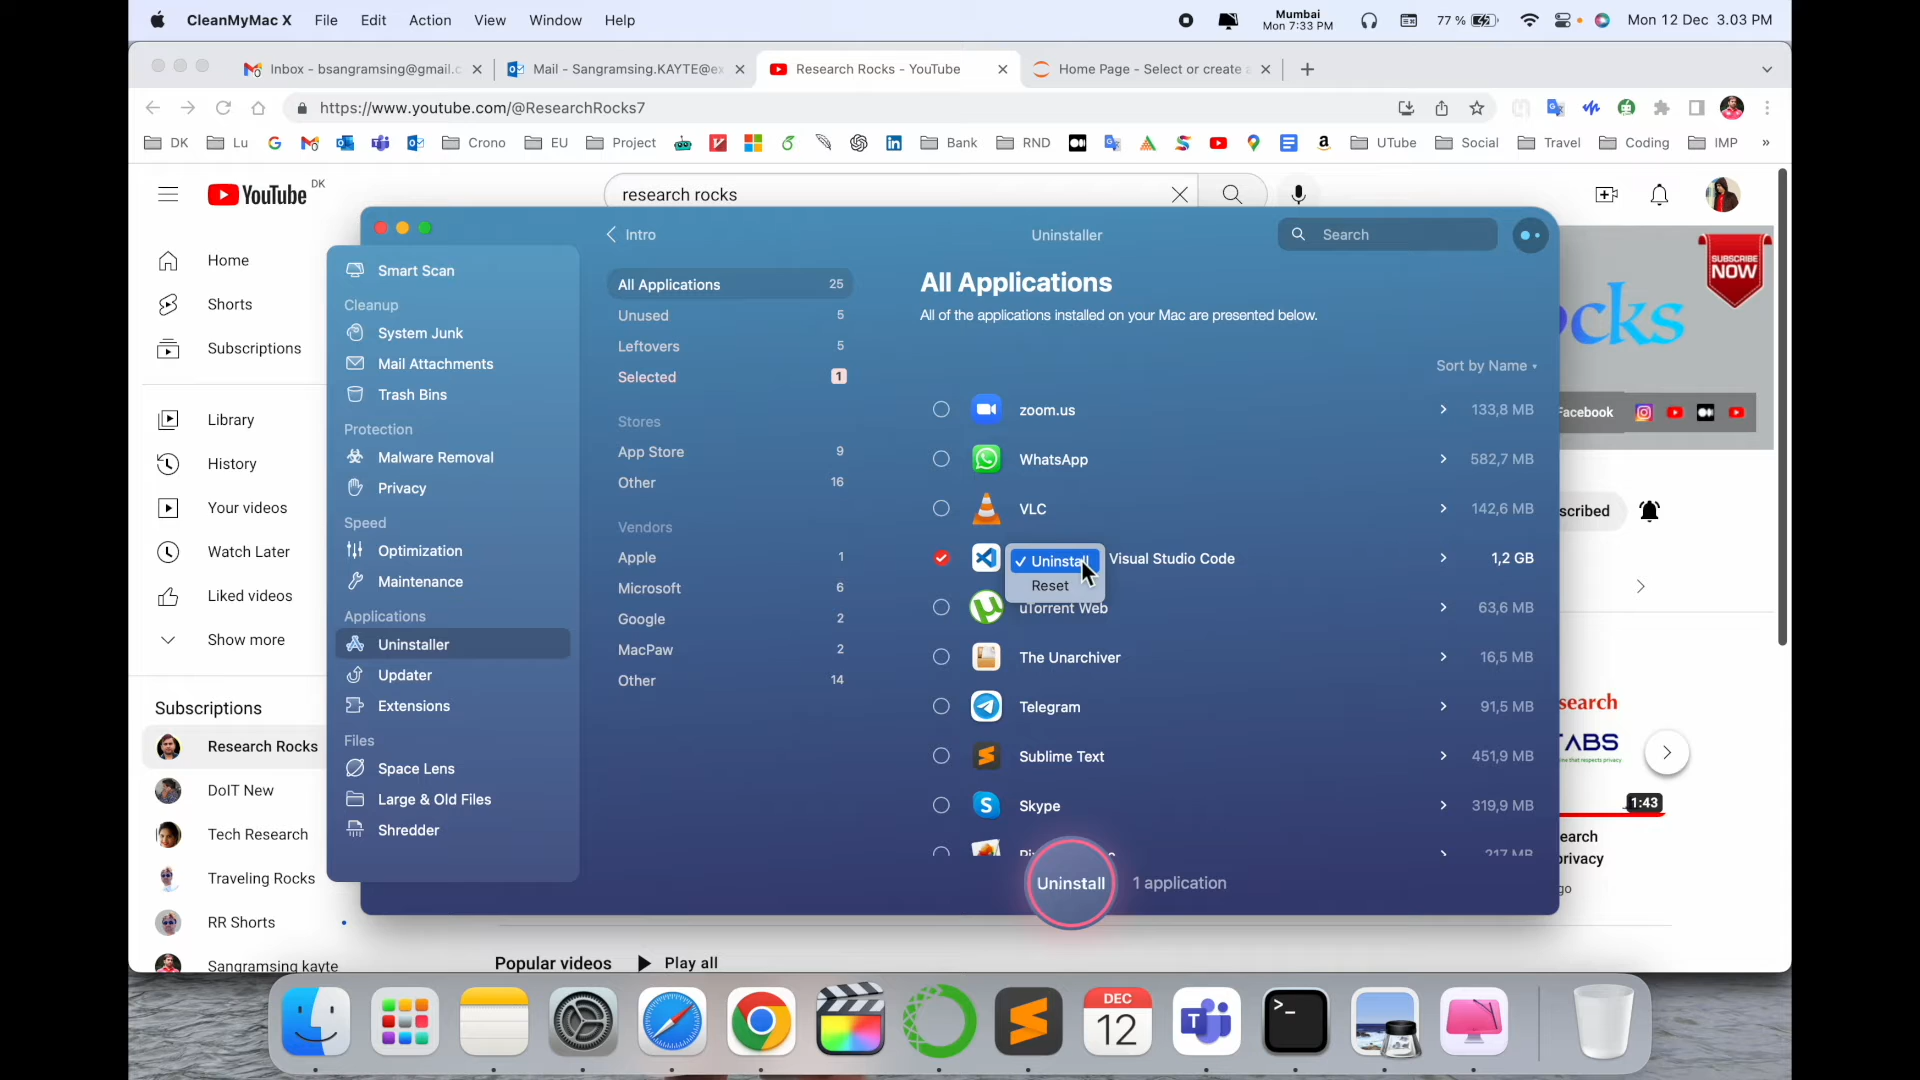 CleanMyMac X File Edit Action View Window Help
Mumbai
Mon 7:33 PM
77 %
Mon 12 Dec 3.03 PM
Inbox - bsangramsing@gmail.c
Mail - Sangramsing.KAYTE@e
Research Rocks - YouTube
Home Page - Select or create a
https://www.youtube.com/@ResearchRocks7
DK Lu Crono EU Project Bank RND UTube Social Travel Coding IMP »
YouTube DK
research rocks
Home
Shorts
Subscriptions
Library
History
Your videos
Watch Later
Liked videos
Show more
Subscriptions
Research Rocks
DoIT New
Tech Research
Traveling Rocks
RR Shorts
Sangramsing kayte
Smart Scan
Cleanup
System Junk
Mail Attachments
Trash Bins
Protection
Malware Removal
Privacy
Speed
Optimization
Maintenance
Applications
Uninstaller
Updater
Extensions
Files
Space Lens
Large & Old Files
Shredder
Intro
Uninstaller
Search
All Applications 25
Unused 5
Leftovers 5
Selected 1
Stores
App Store 9
Other 16
Vendors
Apple 1
Microsoft 6
Google 2
MacPaw 2
Other 14
All Applications
All of the applications installed on your Mac are presented below.
Sort by Name
zoom.us 133,8 MB
WhatsApp 582,7 MB
VLC 142,6 MB
✓ Uninstall Visual Studio Code 1,2 GB
Reset
uTorrent Web 63,6 MB
The Unarchiver 16,5 MB
Telegram 91,5 MB
Sublime Text 451,9 MB
Skype 319,9 MB
217 MB
Uninstall 1 application
SUBSCRIBE
NOW
ocks
Facebook
scribed
search
TABS
1:43
earch
privacy
go
Popular videos Play all
DEC
12